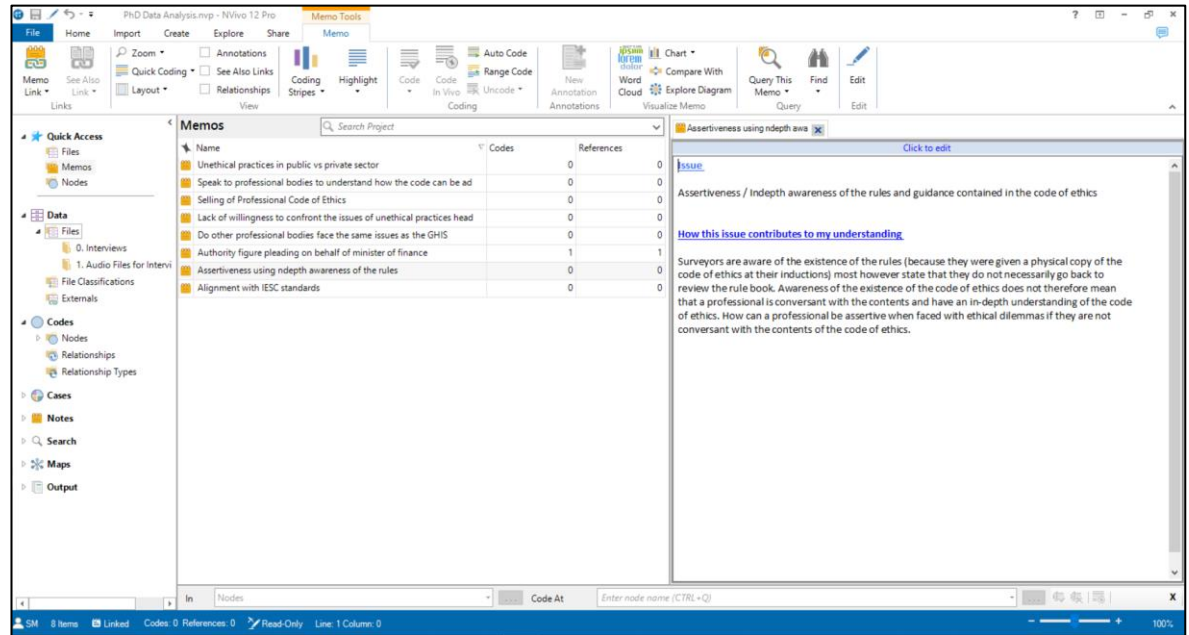 PhD Data Analysis.nvp - NVivo 12 Pro
Memo Tools
File Home Import Create Explore Share Memo
Memo Link
See Also Link
Links
Zoom
Quick Coding
Layout
Annotations
See Also Links
Relationships
Coding Stripes
Highlight
View
Code
Code In Vivo
Auto Code
Range Code
Uncode
Coding
New Annotation
Annotations
Word Cloud
Chart
Compare With
Explore Diagram
Visualize Memo
Query This Memo
Find
Query
Edit
Edit
Quick Access
Files
Memos
Nodes
Data
Files
0. Interviews
1. Audio Files for Intervi
File Classifications
Externals
Codes
Nodes
Relationships
Relationship Types
Cases
Notes
Search
Maps
Output
Memos
Search Project
Name Codes References
Unethical practices in public vs private sector 0 0
Speak to professional bodies to understand how the code can be ad 0 0
Selling of Professional Code of Ethics 0 0
Lack of willingness to confront the issues of unethical practices head 0 0
Do other professional bodies face the same issues as the GHIS 0 0
Authority figure pleading on behalf of minister of finance 1 1
Assertiveness using ndepth awareness of the rules 0 0
Alignment with IESC standards 0 0
Assertiveness using ndepth awa
Click to edit
Issue
Assertiveness / Indepth awareness of the rules and guidance contained in the code of ethics
How this issue contributes to my understanding
Surveyors are aware of the existence of the rules (because they were given a physical copy of the
code of ethics at their inductions) most however state that they do not necessarily go back to
review the rule book. Awareness of the existence of the code of ethics does not therefore mean
that a professional is conversant with the contents and have an in-depth understanding of the code
of ethics. How can a professional be assertive when faced with ethical dilemmas if they are not
conversant with the contents of the code of ethics.
In Nodes Code At Enter node name (CTRL+Q) X
SM 8 Items Linked Codes: 0 References: 0 Read-Only Line: 1 Column: 0 100%